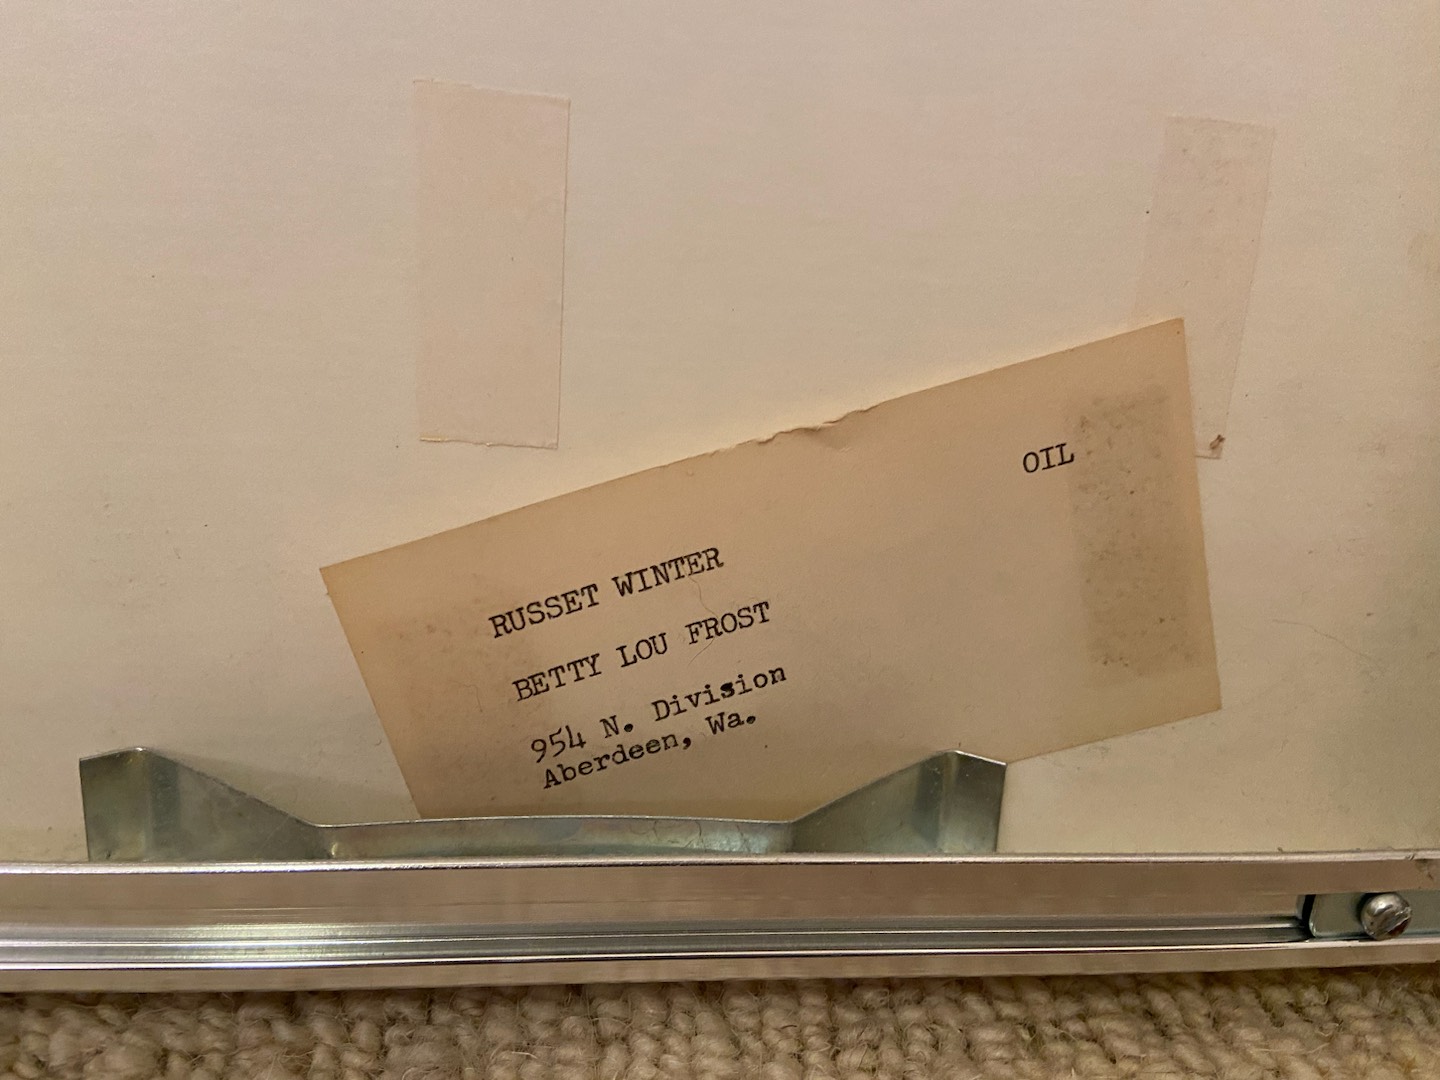 OIL
RUSSET WINTER
BETTY LOU FROST
954 N. Division
Aberdeen, Wa.